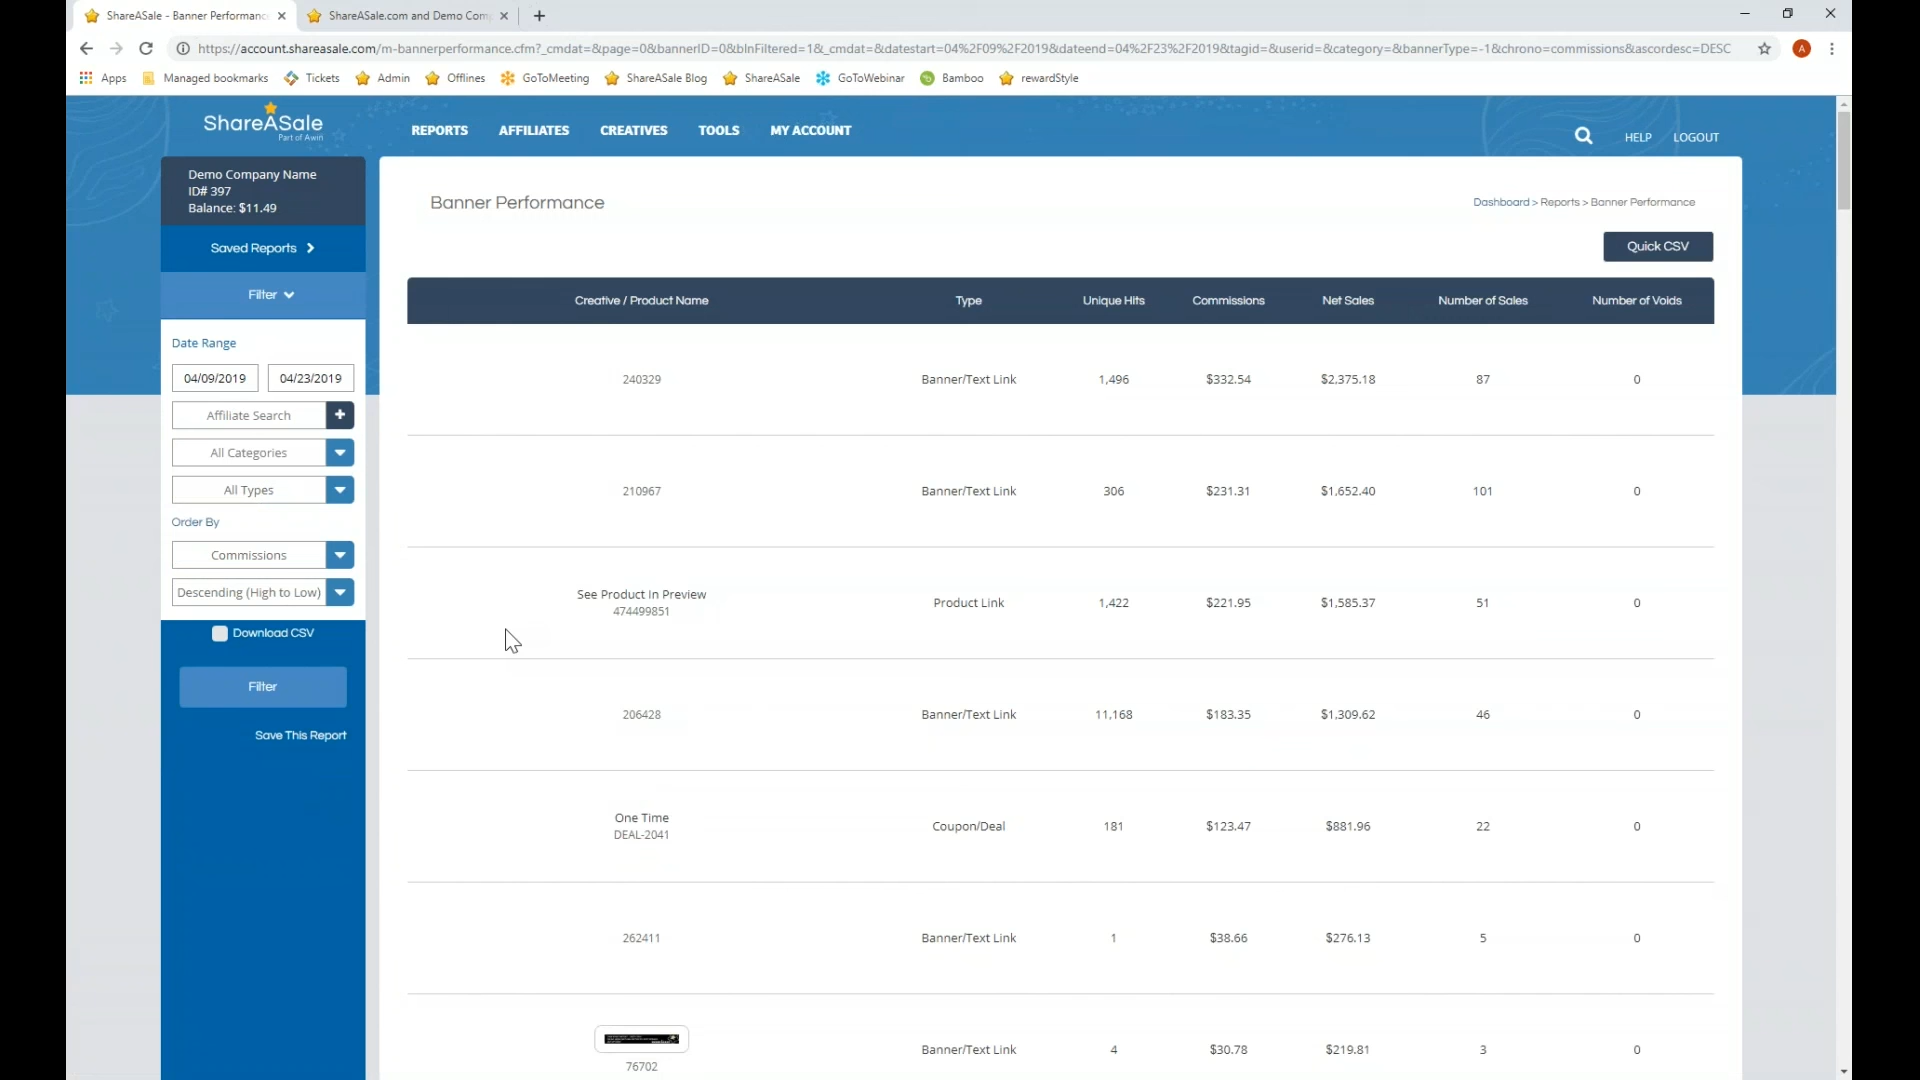 ShareASale - Banner Performance
ShareASale.com and Demo Com
https://account.shareasale.com/m-bannerperformance.cfm?_cmdat=&page=0&bannerID=0&blnFiltered=1&_cmdat=&datestart=04%2F09%2F2019&dateend=04%2F23%2F2019&tagid=&userid=&category=&bannerType=-1&chrono=commissions&ascordesc=DESC
A
Apps
Managed bookmarks
Tickets
Admin
Offlines
GoToMeeting
ShareASale Blog
ShareASale
GoToWebinar
Bamboo
rewardStyle
ShareASale
Part of Awin
REPORTS
AFFILIATES
CREATIVES
TOOLS
MY ACCOUNT
HELP
LOGOUT
Demo Company Name
ID# 397
Balance: $11.49
Saved Reports
Filter
Date Range
04/09/2019
04/23/2019
Affiliate Search
All Categories
All Types
Order By
Commissions
Descending (High to Low)
Download CSV
Filter
Save This Report
Banner Performance
Dashboard > Reports > Banner Performance
Quick CSV
Creative / Product Name Type Unique Hits Commissions Net Sales Number of Sales Number of Voids
240329 Banner/Text Link 1,496 $332.54 $2,375.18 87 0
210967 Banner/Text Link 306 $231.31 $1,652.40 101 0
See Product In Preview
474499851 Product Link 1,422 $221.95 $1,585.37 51 0
206428 Banner/Text Link 11,168 $183.35 $1,309.62 46 0
One Time
DEAL-2041 Coupon/Deal 181 $123.47 $881.96 22 0
262411 Banner/Text Link 1 $38.66 $276.13 5 0
76702 Banner/Text Link 4 $30.78 $219.81 3 0